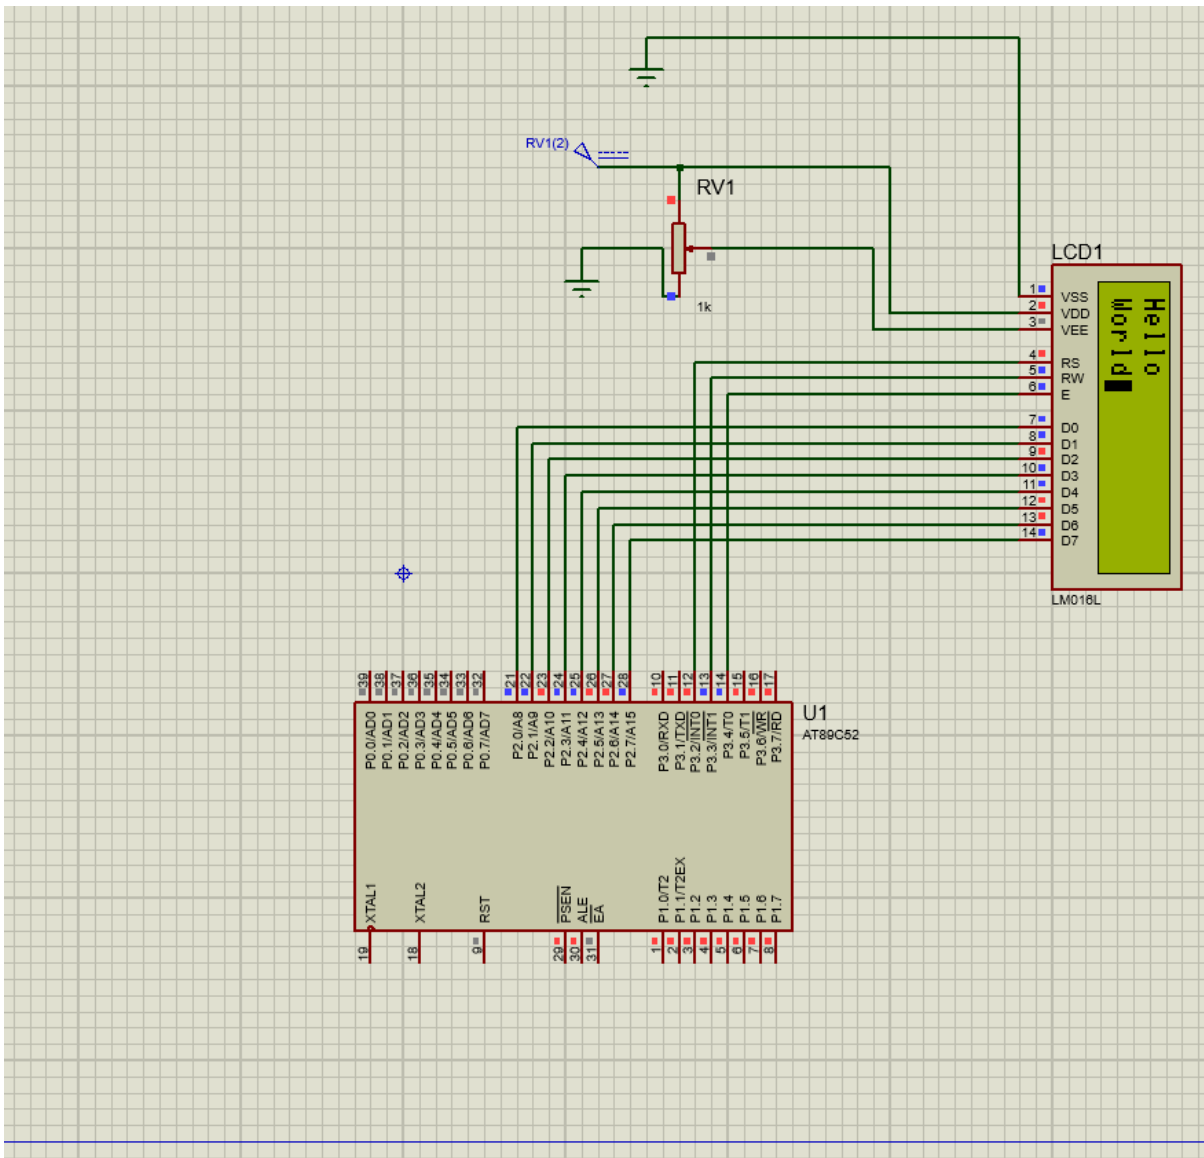 RV1(2)
RV1
1k
LCD1
Hello
World
1 VSS
2 VDD
3 VEE
4 RS
5 RW
6 E
7 D0
8 D1
9 D2
10 D3
11 D4
12 D5
13 D6
14 D7
LM016L
39 P0.0/AD0
38 P0.1/AD1
37 P0.2/AD2
36 P0.3/AD3
35 P0.4/AD4
34 P0.5/AD5
33 P0.6/AD6
32 P0.7/AD7
21 P2.0/A8
22 P2.1/A9
23 P2.2/A10
24 P2.3/A11
25 P2.4/A12
26 P2.5/A13
27 P2.6/A14
28 P2.7/A15
10 P3.0/RXD
11 P3.1/TXD
12 P3.2/INT0
13 P3.3/INT1
14 P3.4/T0
15 P3.5/T1
16 P3.6/WR
17 P3.7/RD
U1
AT89C52
19 XTAL1
18 XTAL2
9 RST
29 PSEN
30 ALE
31 EA
1 P1.0/T2
2 P1.1/T2EX
3 P1.2
4 P1.3
5 P1.4
6 P1.5
7 P1.6
8 P1.7